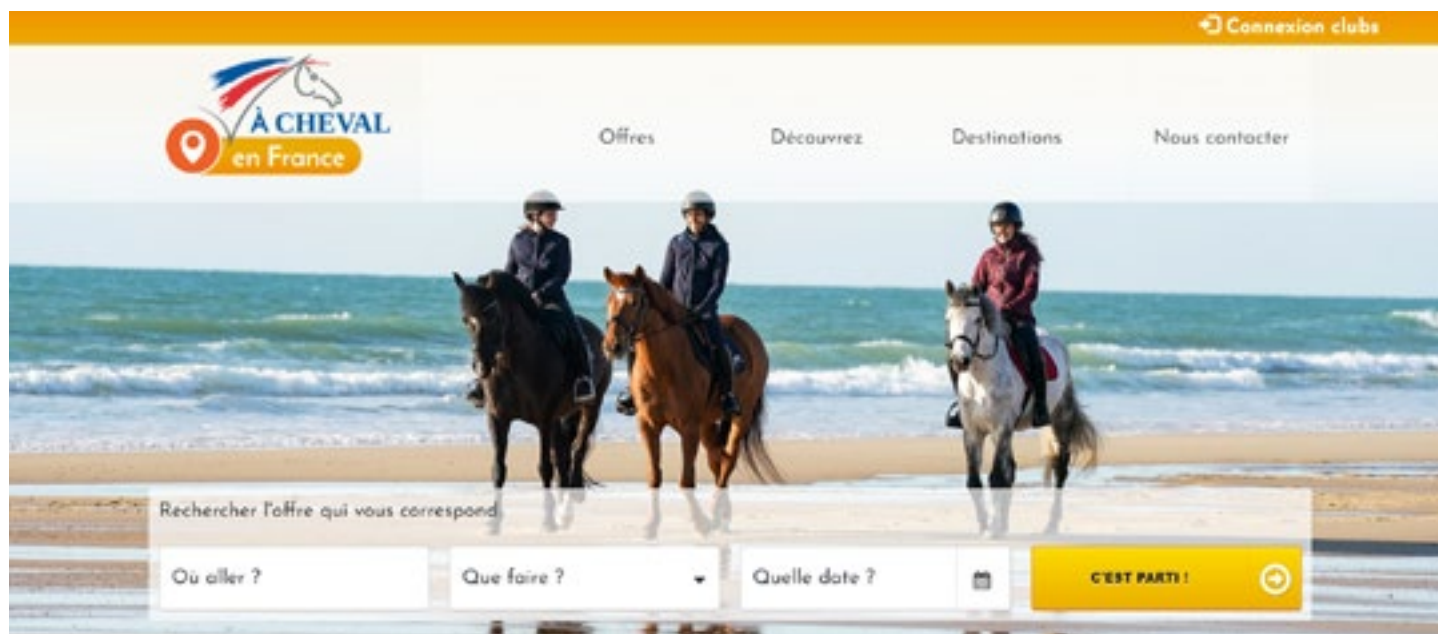 Connexion clubs
À CHEVAL
en France
Offres
Découvrez
Destinations
Nous contacter
Rechercher l'offre qui vous correspond
Où aller ?
Que faire ?
Quelle date ?
C'EST PARTI !